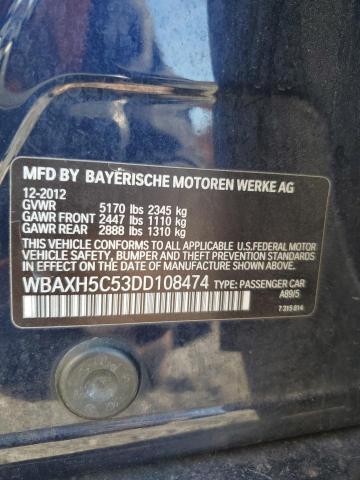 MFD BY BAYERISCHE MOTOREN WERKE AG
12-2012
GVWR 5170 lbs 2345 kg
GAWR FRONT 2447 lbs 1110 kg
GAWR REAR 2888 lbs 1310 kg
THIS VEHICLE CONFORMS TO ALL APPLICABLE U.S.FEDERAL MOTOR
VEHICLE SAFETY, BUMPER, AND THEFT PREVENTION STANDARDS IN
EFFECT ON THE DATE OF MANUFACTURE SHOWN ABOVE.
WBAXH5C53DD108474 TYPE: PASSENGER CAR
A89/5
7 315 814